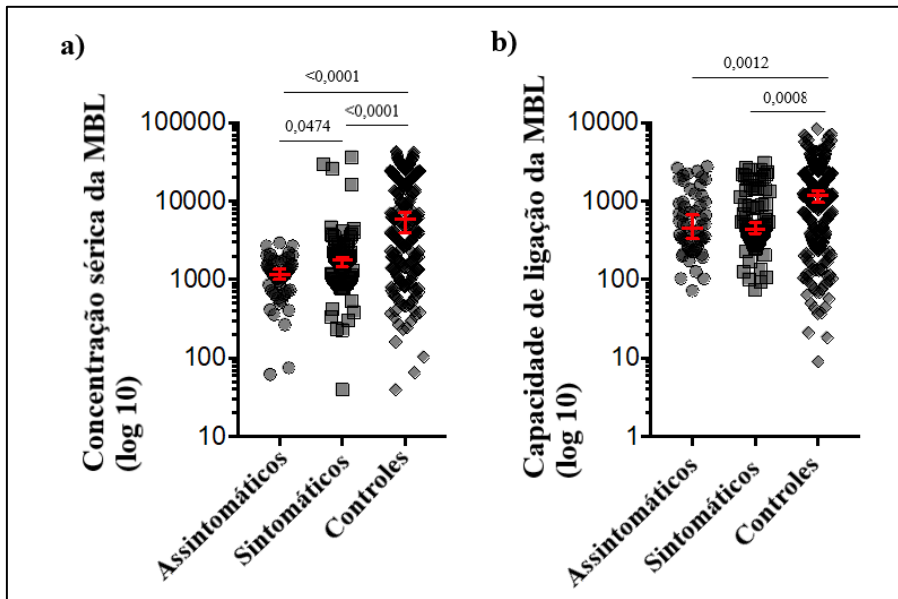 a)
<0,0001
0,0474
<0,0001
Concentração sérica da MBL
(log 10)
100000
10000
1000
100
10
Assintomáticos
Sintomáticos
Controles
b)
0,0012
0,0008
Capacidade de ligação da MBL
(log 10)
10000
1000
100
10
1
Assintomáticos
Sintomáticos
Controles